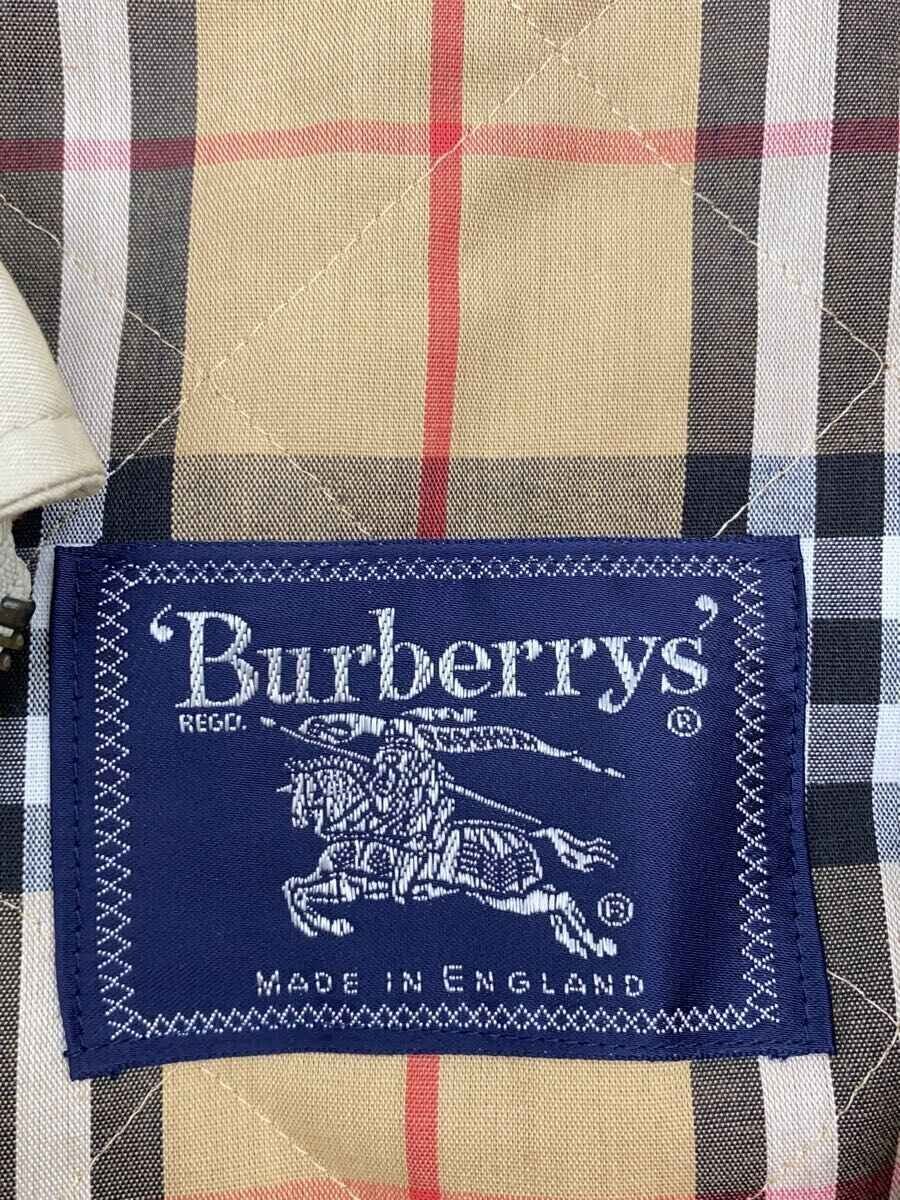 ‘Burberrys’
REGD. ®
®
MADE IN ENGLAND